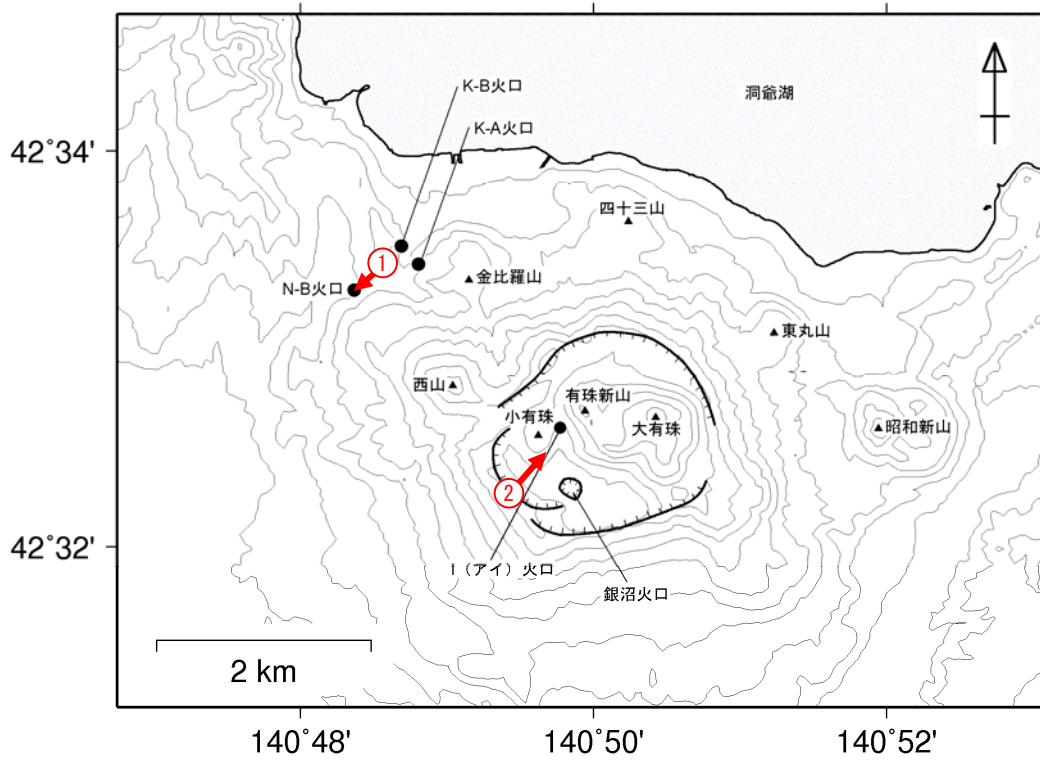 K-B火口
洞爺湖
K-A火口
42°34'
四十三山
①
金比羅山
N-B火口
東丸山
西山
有珠新山
小有珠
大有珠
昭和新山
②
42°32'
I（アイ）火口
銀沼火口
2 km
140°48'
140°50'
140°52'